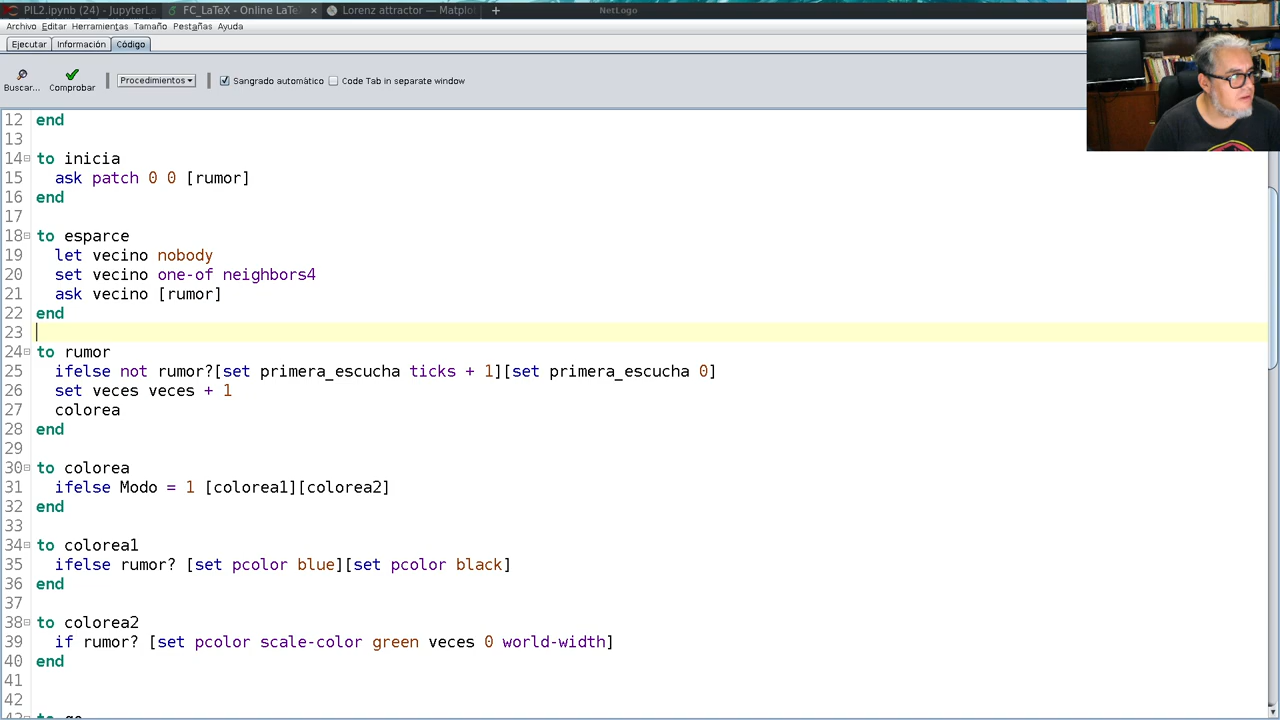 PIL2.ipynb (24) - JupyterLa
FC_LaTeX - Online LaTe
Lorenz attractor — Matplot
NetLogo
Archivo Editar Herramientas Tamaño Pestañas Ayuda
Ejecutar Información Código
Buscar... Comprobar Procedimientos Sangrado automático Code Tab in separate window
12 end
13
14 to inicia
15 ask patch 0 0 [rumor]
16 end
17
18 to esparce
19 let vecino nobody
20 set vecino one-of neighbors4
21 ask vecino [rumor]
22 end
23
24 to rumor
25 ifelse not rumor?[set primera_escucha ticks + 1][set primera_escucha 0]
26 set veces veces + 1
27 colorea
28 end
29
30 to colorea
31 ifelse Modo = 1 [colorea1][colorea2]
32 end
33
34 to colorea1
35 ifelse rumor? [set pcolor blue][set pcolor black]
36 end
37
38 to colorea2
39 if rumor? [set pcolor scale-color green veces 0 world-width]
40 end
41
42
43 to go